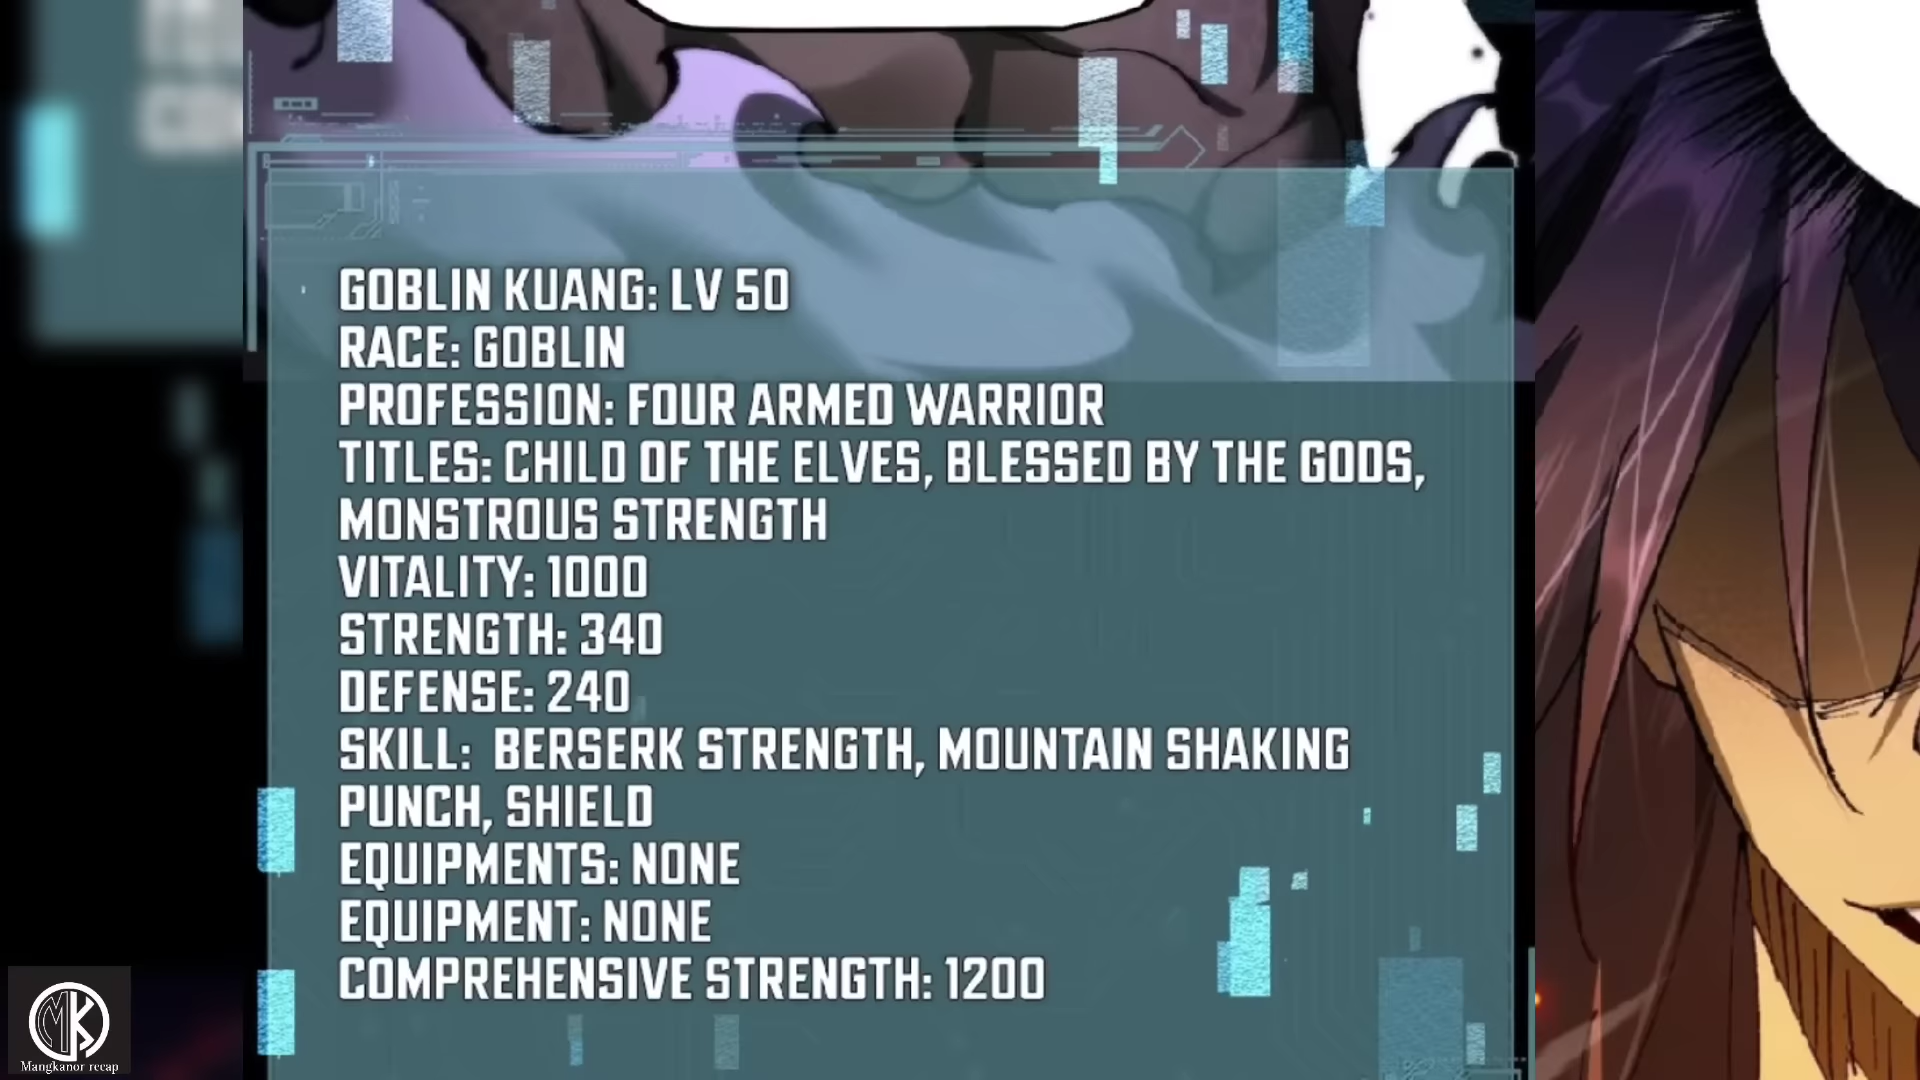 GOBLIN KUANG: LV 50
RACE: GOBLIN
PROFESSION: FOUR ARMED WARRIOR
TITLES: CHILD OF THE ELVES, BLESSED BY THE GODS,
MONSTROUS STRENGTH
VITALITY: 1000
STRENGTH: 340
DEFENSE: 240
SKILL: BERSERK STRENGTH, MOUNTAIN SHAKING
PUNCH, SHIELD
EQUIPMENTS: NONE
EQUIPMENT: NONE
COMPREHENSIVE STRENGTH: 1200
MK
Mangkanor recap